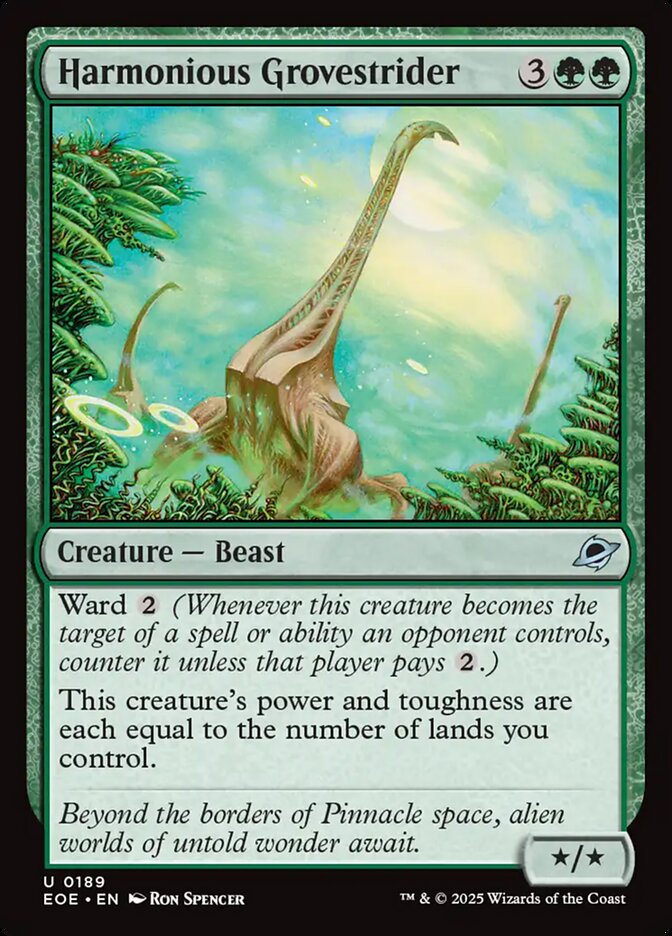 Harmonious Grovestrider 3
Creature — Beast
Ward 2 (Whenever this creature becomes the
target of a spell or ability an opponent controls,
counter it unless that player pays 2.)
This creature's power and toughness are
each equal to the number of lands you
control.
Beyond the borders of Pinnacle space, alien
worlds of untold wonder await.
★/★
U 0189
EOE • EN Ron Spencer
™ & © 2025 Wizards of the Coast